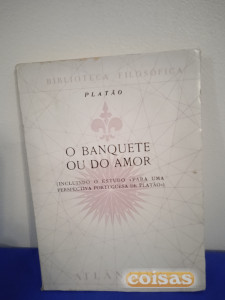 BIBLIOTECA FILOSÓFICA
PLATÃO
O BANQUETE
OU DO AMOR
(INCLUINDO O ESTUDO «PARA UMA
PERSPECTIVA PORTUGUESA DE PLATÃO»)
coisas